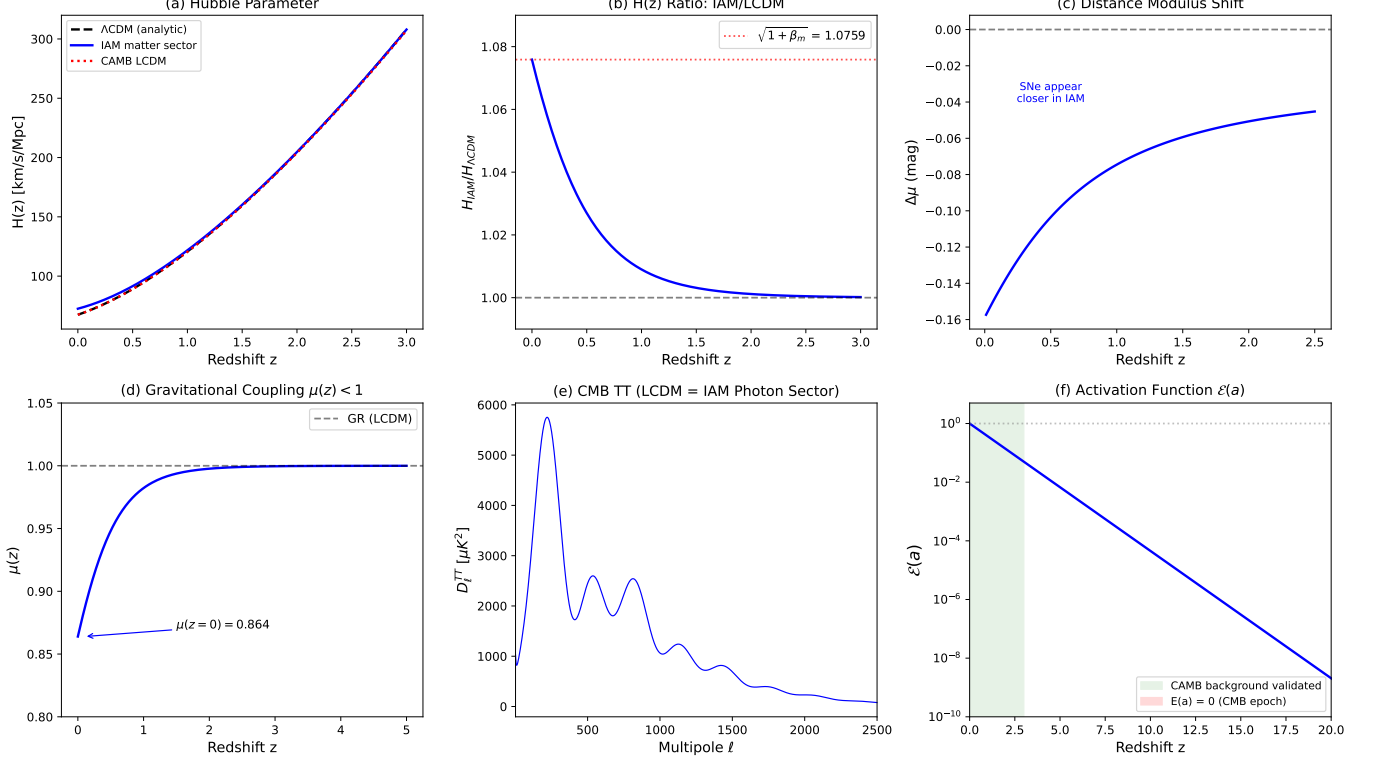 (a) Hubble Parameter
H(z) [km/s/Mpc]
300
250
200
150
100
ΛCDM (analytic)
IAM matter sector
CAMB LCDM
0.0 0.5 1.0 1.5 2.0 2.5 3.0
Redshift z
(b) H(z) Ratio: IAM/LCDM
H_{IAM}/H_{ΛCDM}
1.08
1.06
1.04
1.02
1.00
√(1 + β_m) = 1.0759
0.0 0.5 1.0 1.5 2.0 2.5 3.0
Redshift z
(c) Distance Modulus Shift
Δμ (mag)
0.00
−0.02
−0.04
−0.06
−0.08
−0.10
−0.12
−0.14
−0.16
SNe appear
closer in IAM
0.0 0.5 1.0 1.5 2.0 2.5
Redshift z
(d) Gravitational Coupling μ(z) < 1
μ(z)
1.05
1.00
0.95
0.90
0.85
0.80
GR (LCDM)
μ(z = 0) = 0.864
0 1 2 3 4 5
Redshift z
(e) CMB TT (LCDM = IAM Photon Sector)
D_ℓ^{TT} [μK²]
6000
5000
4000
3000
2000
1000
0
500 1000 1500 2000 2500
Multipole ℓ
(f) Activation Function ℰ(a)
ℰ(a)
10⁰
10⁻²
10⁻⁴
10⁻⁶
10⁻⁸
10⁻¹⁰
CAMB background validated
E(a) = 0 (CMB epoch)
0.0 2.5 5.0 7.5 10.0 12.5 15.0 17.5 20.0
Redshift z